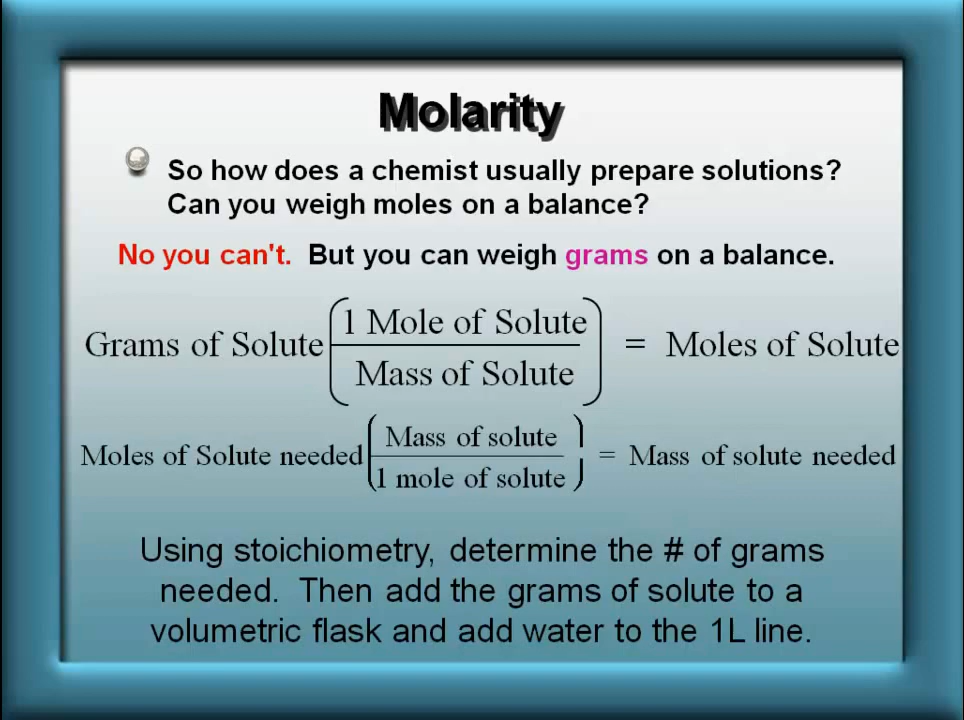 Molarity
So how does a chemist usually prepare solutions?
Can you weigh moles on a balance?
No you can't. But you can weigh grams on a balance.
Grams of Solute (1 Mole of Solute / Mass of Solute) = Moles of Solute
Moles of Solute needed (Mass of solute / 1 mole of solute) = Mass of solute needed
Using stoichiometry, determine the # of grams
needed. Then add the grams of solute to a
volumetric flask and add water to the 1L line.